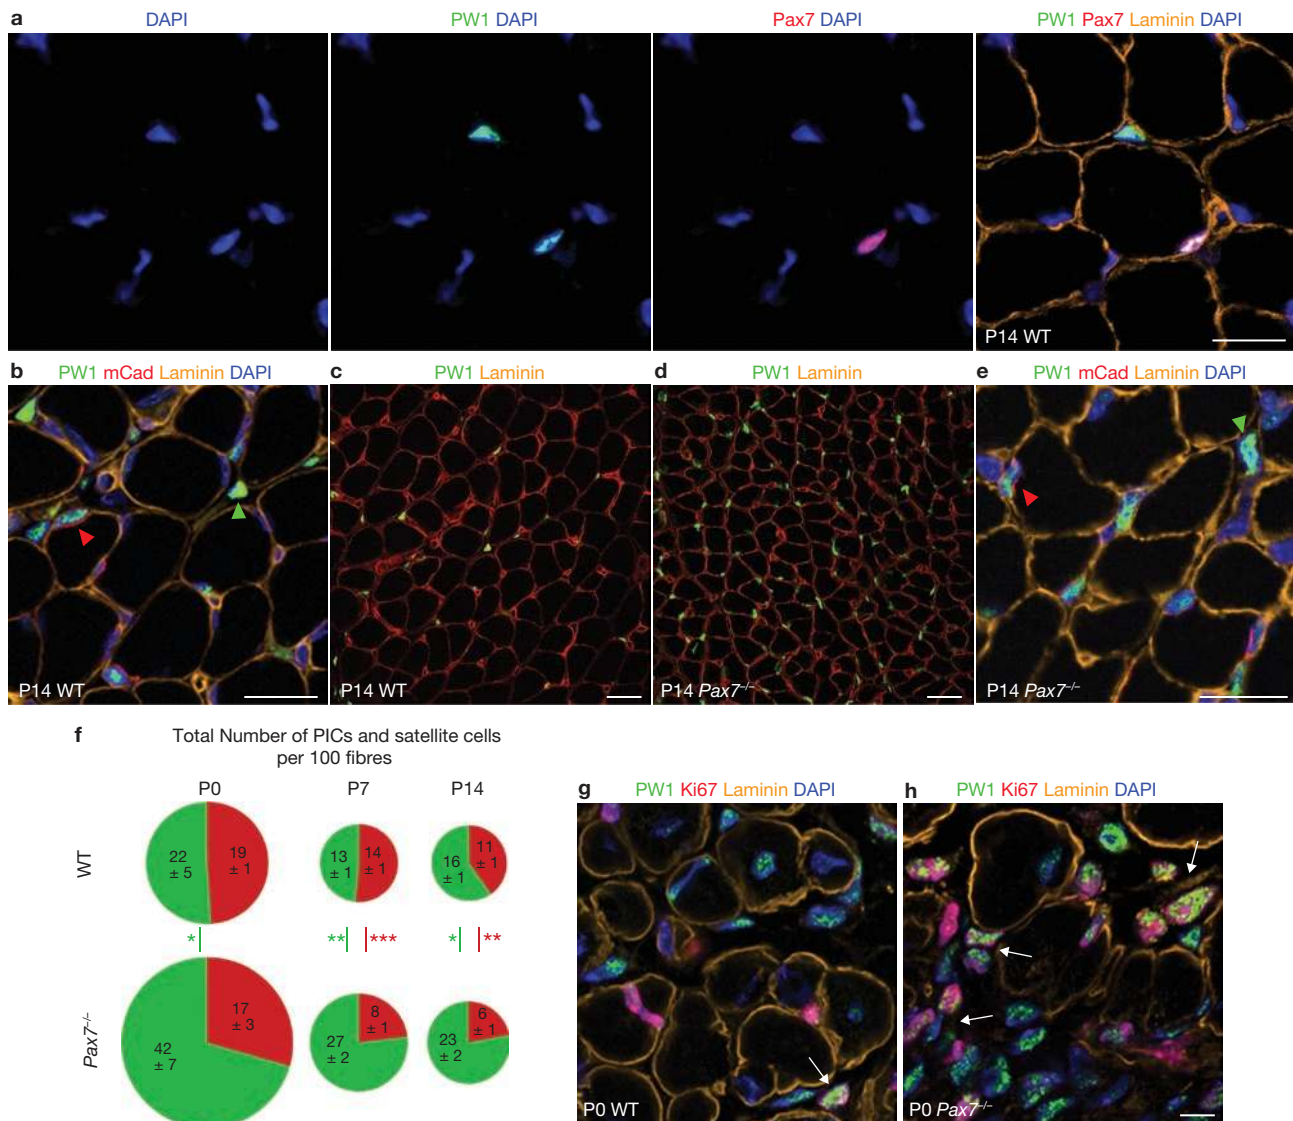 a
DAPI
PW1 DAPI
Pax7 DAPI
PW1 Pax7 Laminin DAPI
P14 WT
b
PW1 mCad Laminin DAPI
c
PW1 Laminin
d
PW1 Laminin
e
PW1 mCad Laminin DAPI
P14 WT
P14 WT
P14 Pax7–/–
P14 Pax7–/–
f
Total Number of PICs and satellite cells
per 100 fibres
P0
P7
P14
WT
22
± 5
19
± 1
13
± 1
14
± 1
16
± 1
11
± 1
*
**
***
*
**
Pax7–/–
42
± 7
17
± 3
27
± 2
8
± 1
23
± 2
6
± 1
g
PW1 Ki67 Laminin DAPI
h
PW1 Ki67 Laminin DAPI
P0 WT
P0 Pax7–/–